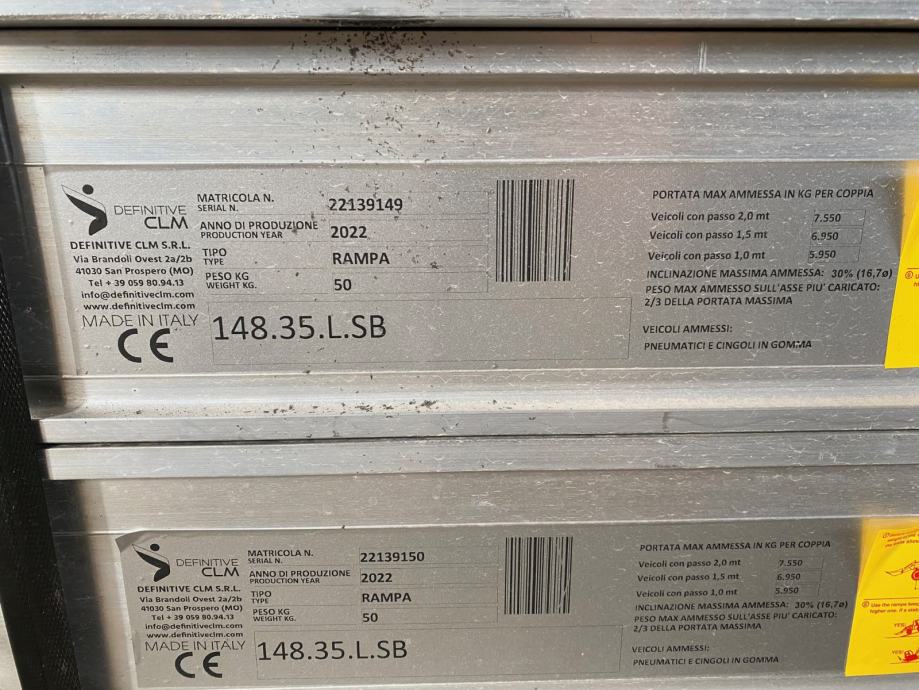 DEFINITIVE
CLM
DEFINITIVE CLM S.R.L.
Via Brandoli Ovest 2a/2b
41030 San Prospero (MO)
Tel + 39 059 80.94.13
info@definitiveclm.com
www.definitiveclm.com
MADE IN ITALY
CE
MATRICOLA N.
SERIAL N.
22139149
ANNO DI PRODUZIONE
PRODUCTION YEAR
2022
TIPO
TYPE
RAMPA
PESO KG
WEIGHT KG.
50
148.35.L.SB
PORTATA MAX AMMESSA IN KG PER COPPIA
Veicoli con passo 2,0 mt 7.550
Veicoli con passo 1,5 mt 6.950
Veicoli con passo 1,0 mt 5.950
INCLINAZIONE MASSIMA AMMESSA: 30% (16,7ø)
PESO MAX AMMESSO SULL'ASSE PIU' CARICATO:
2/3 DELLA PORTATA MASSIMA
VEICOLI AMMESSI:
PNEUMATICI E CINGOLI IN GOMMA
DEFINITIVE
CLM
DEFINITIVE CLM S.R.L.
Via Brandoli Ovest 2a/2b
41030 San Prospero (MO)
Tel + 39 059 80.94.13
info@definitiveclm.com
www.definitiveclm.com
MADE IN ITALY
CE
MATRICOLA N.
SERIAL N.
22139150
ANNO DI PRODUZIONE
PRODUCTION YEAR
2022
TIPO
TYPE
RAMPA
PESO KG
WEIGHT KG.
50
148.35.L.SB
PORTATA MAX AMMESSA IN KG PER COPPIA
Veicoli con passo 2,0 mt 7.550
Veicoli con passo 1,5 mt 6.950
Veicoli con passo 1,0 mt 5.950
INCLINAZIONE MASSIMA AMMESSA: 30% (16,7ø)
PESO MAX AMMESSO SULL'ASSE PIU' CARICATO:
2/3 DELLA PORTATA MASSIMA
VEICOLI AMMESSI:
PNEUMATICI E CINGOLI IN GOMMA
Use the ramps
higher one. If a
YES:
YES: